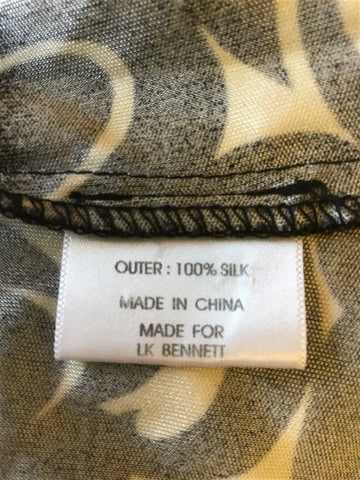 OUTER : 100% SILK
MADE IN CHINA
MADE FOR
LK BENNETT